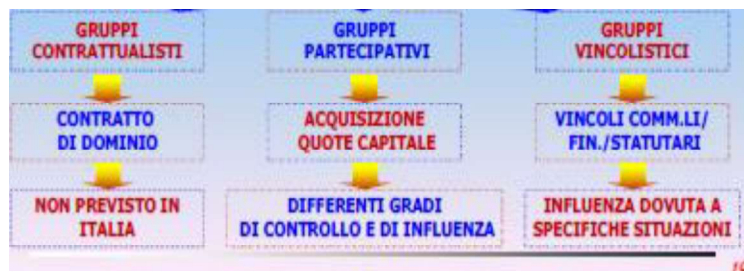 GRUPPI
CONTRATTUALISTI
GRUPPI
PARTECIPATIVI
GRUPPI
VINCOLISTICI
CONTRATTO
DI DOMINIO
ACQUISIZIONE
QUOTE CAPITALE
VINCOLI COMM.LI/
FIN./STATUTARI
NON PREVISTO IN
ITALIA
DIFFERENTI GRADI
DI CONTROLLO E DI INFLUENZA
INFLUENZA DOVUTA A
SPECIFICHE SITUAZIONI